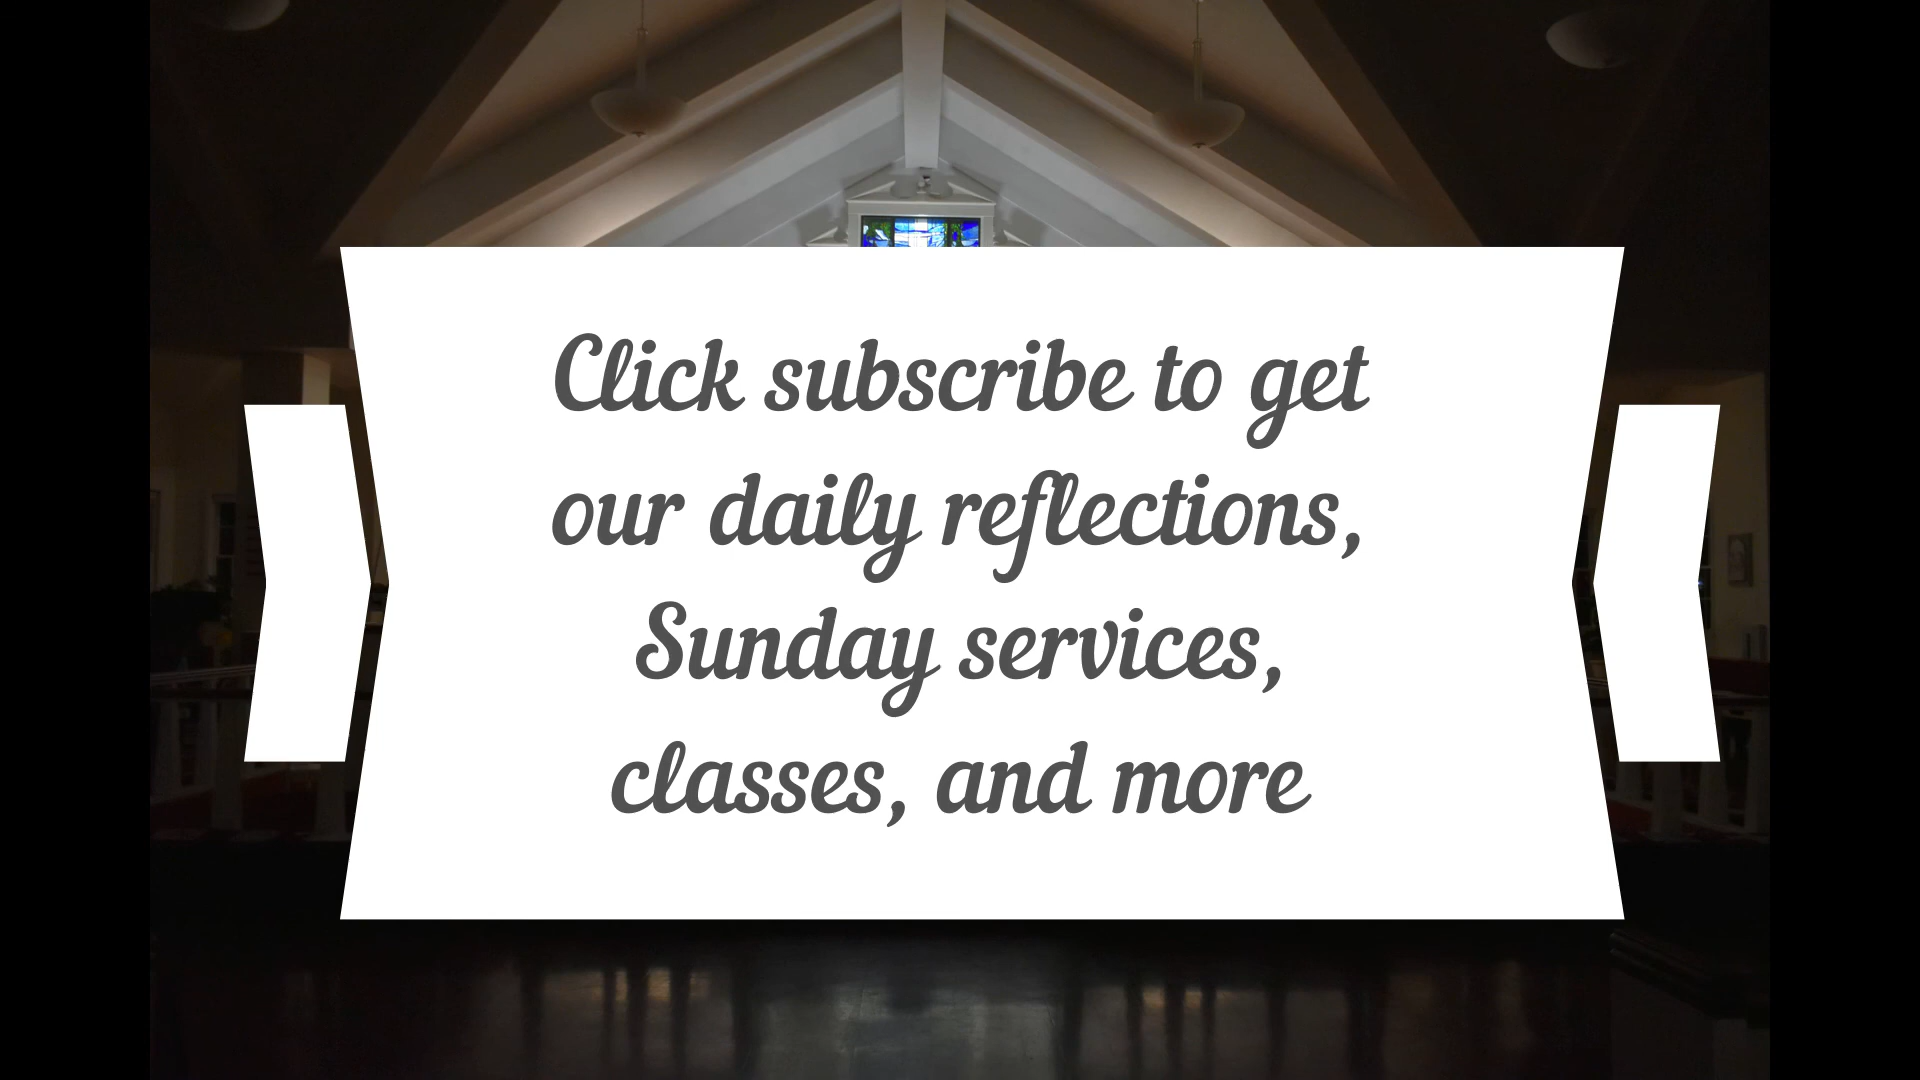 Click subscribe to get
our daily reflections,
Sunday services,
classes, and more